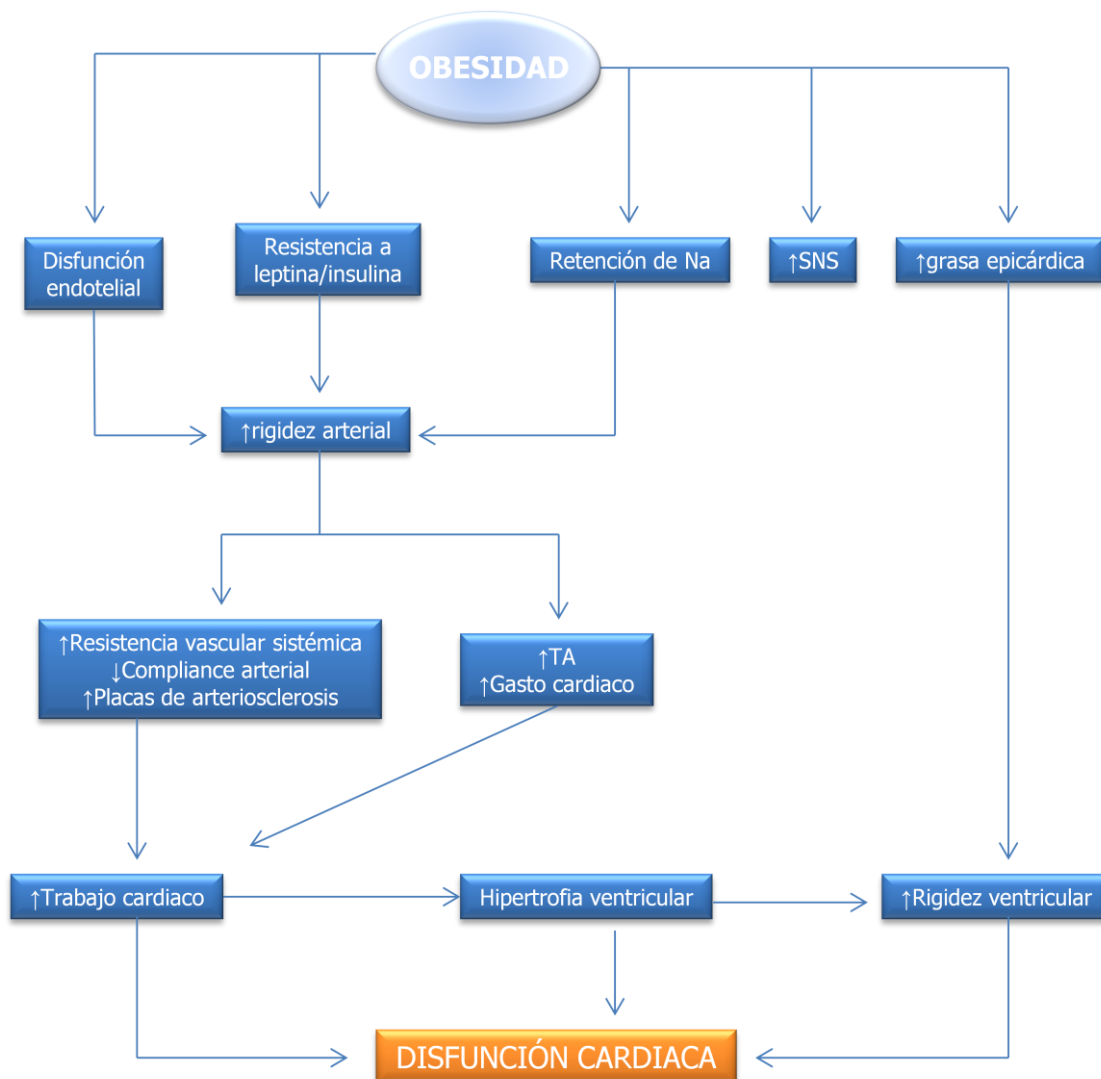 OBESIDAD
Disfunción
endotelial
Resistencia a
leptina/insulina
Retención de Na
↑SNS
↑grasa epicárdica
↑rigidez arterial
↑Resistencia vascular sistémica
↓Compliance arterial
↑Placas de arteriosclerosis
↑TA
↑Gasto cardiaco
↑Trabajo cardiaco
Hipertrofia ventricular
↑Rigidez ventricular
DISFUNCIÓN CARDIACA